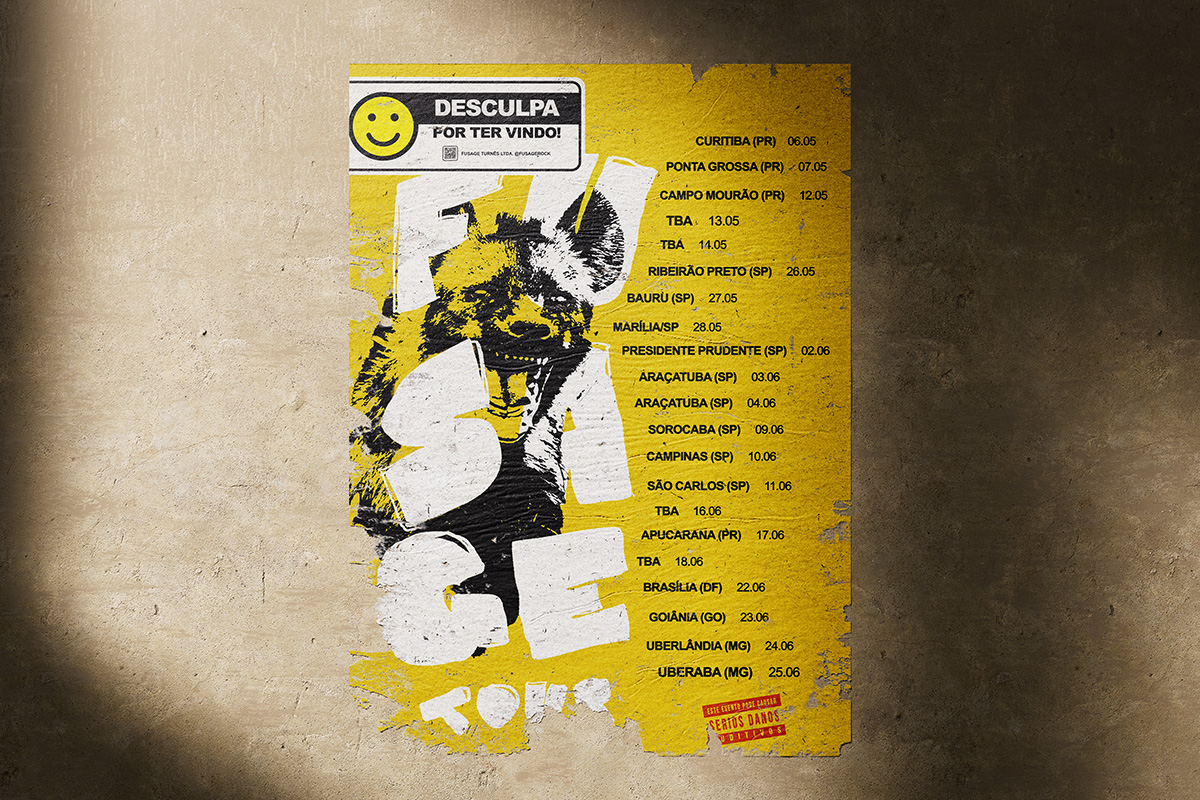 DESCULPA
POR TER VINDO!
FUSAGE TURNÊS LTDA. @FUSAGEROCK
FU
SA
GE
TOUR
CURITIBA (PR) 06.05
PONTA GROSSA (PR) 07.05
CAMPO MOURÃO (PR) 12.05
TBA 13.05
TBA 14.05
RIBEIRÃO PRETO (SP) 26.05
BAURU (SP) 27.05
MARÍLIA/SP 28.05
PRESIDENTE PRUDENTE (SP) 02.06
ARAÇATUBA (SP) 03.06
ARAÇATUBA (SP) 04.06
SOROCABA (SP) 09.06
CAMPINAS (SP) 10.06
SÃO CARLOS (SP) 11.06
TBA 16.06
APUCARANA (PR) 17.06
TBA 18.06
BRASÍLIA (DF) 22.06
GOIÂNIA (GO) 23.06
UBERLÂNDIA (MG) 24.06
UBERABA (MG) 25.06
ESTE EVENTO PODE CAUSAR
SERIOS DANOS
UDITIVOS